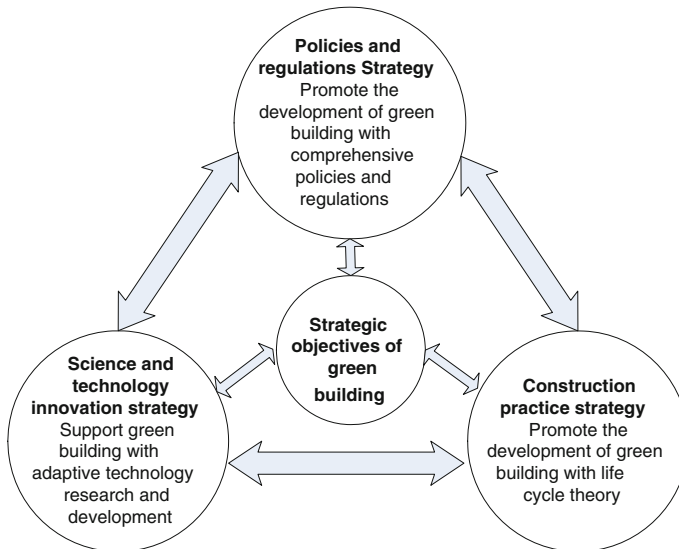 Policies and
regulations Strategy
Promote the
development of green
building with
comprehensive
policies and
regulations
Strategic
objectives of
green
building
Science and
technology
innovation strategy
Support green
building with
adaptive technology
research and
development
Construction
practice strategy
Promote the
development of green
building with life
cycle theory